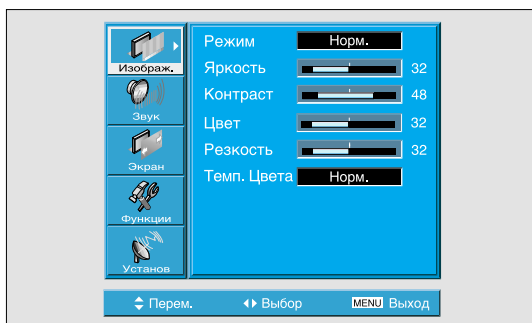 Изображ.
Звук
Экран
Функции
Установ
Режим Норм.
Яркость 32
Контраст 48
Цвет 32
Резкость 32
Темп. Цвета Норм.
Перем. Выбор MENU Выход